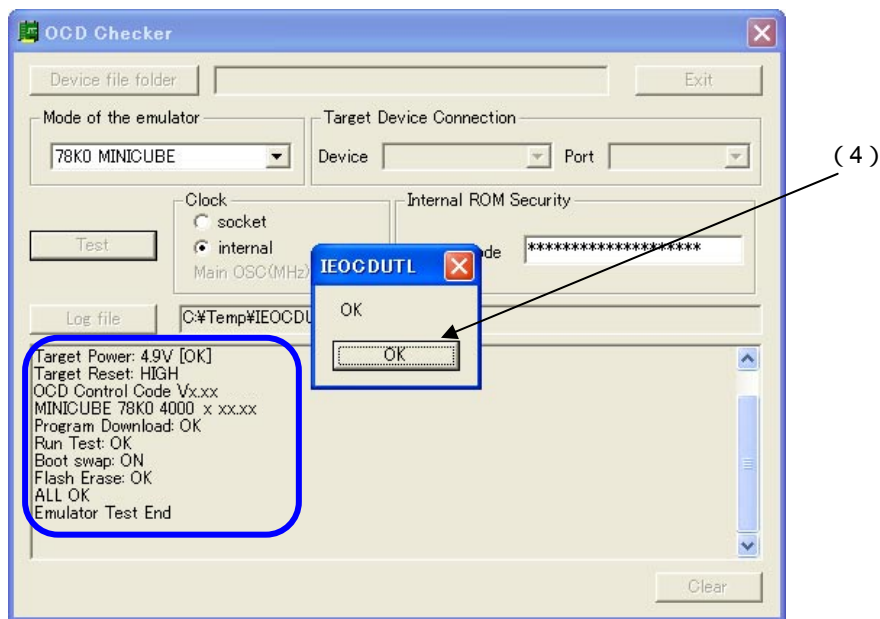 OCD Checker
Device file folder
Exit
Mode of the emulator
Target Device Connection
78K0 MINICUBE
Device
Port
(4)
Clock
Internal ROM Security
socket
Test
internal
de
********************
Main OSC(MHz)
IEOCDUTL
OK
Log file
C:¥Temp¥IEOCDU
OK
Target Power: 4.9V [OK]
Target Reset: HIGH
OCD Control Code Vx.xx
MINICUBE 78K0 4000 x xx.xx
Program Download: OK
Run Test: OK
Boot swap: ON
Flash Erase: OK
ALL OK
Emulator Test End
Clear